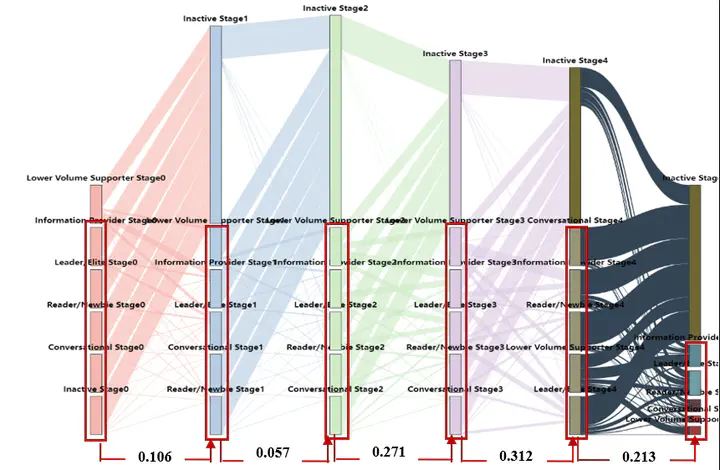 Inactive Stage1
Inactive Stage2
Inactive Stage3
Inactive Stage4
Lower Volume Supporter Stage0
Inactive Stag
Information Provider Stage0
Lower Volume Supporter Stage1
Lower Volume Supporter Stage2
Lower Volume Supporter Stage3
Conversational Stage4
Leader/Elite Stage0
Information Provider Stage1
Information Provider Stage2
Information Provider Stage3
Information Provider Stage4
Reader/Newbie Stage0
Leader/Elite Stage1
Leader/Elite Stage2
Leader/Elite Stage3
Reader/Newbie Stage4
Information Provide
Conversational Stage0
Conversational Stage1
Reader/Newbie Stage2
Reader/Newbie Stage3
Lower Volume Supporter Stage4
Inactive Stage0
Reader/Newbie Stage1
Conversational Stage2
Conversational Stage3
Leader/Elite Stage4
Conversational S
Lower Volume Suppo
0.106
0.057
0.271
0.312
0.213